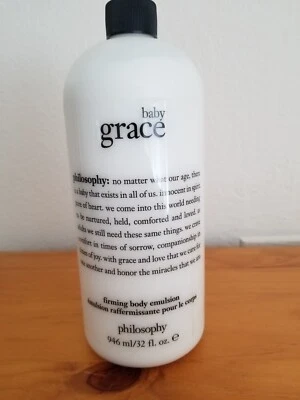 baby
grace
philosophy: no matter what our age, there
a baby that exists in all of us. innocent in spirit,
pure of heart. we come into this world needing
to be nurtured, held, comforted and loved. as
adults we still need these same things. we crave
comfort in times of sorrow, companionship in
of joy. with grace and love that we care for
one another and honor the miracles that we are.
firming body emulsion
émulsion raffermissante pour le corps
philosophy
946 ml/32 fl. oz. e